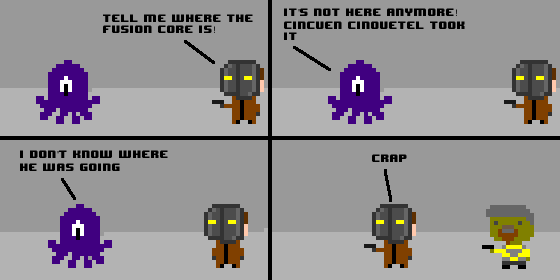 TELL ME WHERE THE
FUSION CORE IS!
IT'S NOT HERE ANYMORE!
CINCUEN CINQUETEL TOOK
IT
I DON'T KNOW WHERE
HE WAS GOING
CRAP